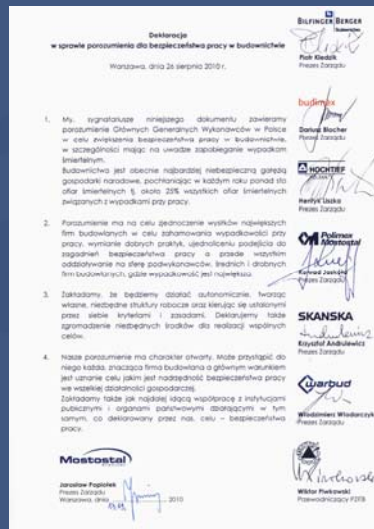 BILFINGER BERGER
Budownictwo
Deklaracja
w sprawie porozumienia dla bezpieczeństwa pracy w budownictwie
Warszawa, dnia 26 sierpnia 2010 r.
Piotr Kledzik
Prezes Zarządu
budimex
Dariusz Blocher
Prezes Zarządu
HOCHTIEF
Henryk Liszka
Prezes Zarządu
Polimex
Mostostal
Konrad Jaskóła
Prezes Zarządu
SKANSKA
Krzysztof Andrulewicz
Prezes Zarządu
warbud
Włodzimierz Włodarczyk
Prezes Zarządu
Wiktor Piwkowski
Przewodniczący PZITB
1. My, sygnatariusze niniejszego dokumentu zawieramy
porozumienie Głównych Generalnych Wykonawców w Polsce
w celu zwiększenia bezpieczeństwa pracy w budownictwie,
w szczególności mając na uwadze zapobieganie wypadkom
śmiertelnym.
Budownictwo jest obecnie najbardziej niebezpieczną gałęzią
gospodarki narodowej, pochłaniając w każdym roku ponad sto
ofiar śmiertelnych tj. około 25% wszystkich ofiar śmiertelnych
związanych z wypadkami przy pracy.
2. Porozumienie ma na celu zjednoczenie wysiłków największych
firm budowlanych w celu zahamowania wypadkowości przy
pracy, wymianie dobrych praktyk, ujednoliceniu podejścia do
zagadnień bezpieczeństwa pracy a przede wszystkim
oddziaływanie na sferę podwykonawców, średnich i drobnych
firm budowlanych, gdzie wypadkowość jest największa.
3. Zakładamy, że będziemy działać autonomicznie, tworząc
własne, niezbędne struktury robocze oraz kierując się ustalonymi
przez siebie kryteriami i zasadami. Deklarujemy także
zgromadzenie niezbędnych środków dla realizacji wspólnych
celów.
4. Nasze porozumienie ma charakter otwarty. Może przystąpić do
niego każda, znacząca firma budowlana a głównym warunkiem
jest uznanie celu jakim jest nadrzędność bezpieczeństwa pracy
we wszelkiej działalności gospodarczej.
Zakładamy także jak najdalej idącą współpracę z instytucjami
publicznymi i organami państwowymi działającymi w tym
samym, co deklarowany przez nas, celu – bezpieczeństwa
pracy.
Mostostal
Jarosław Popiołek
Prezes Zarządu
Warszawa, dnia 2010